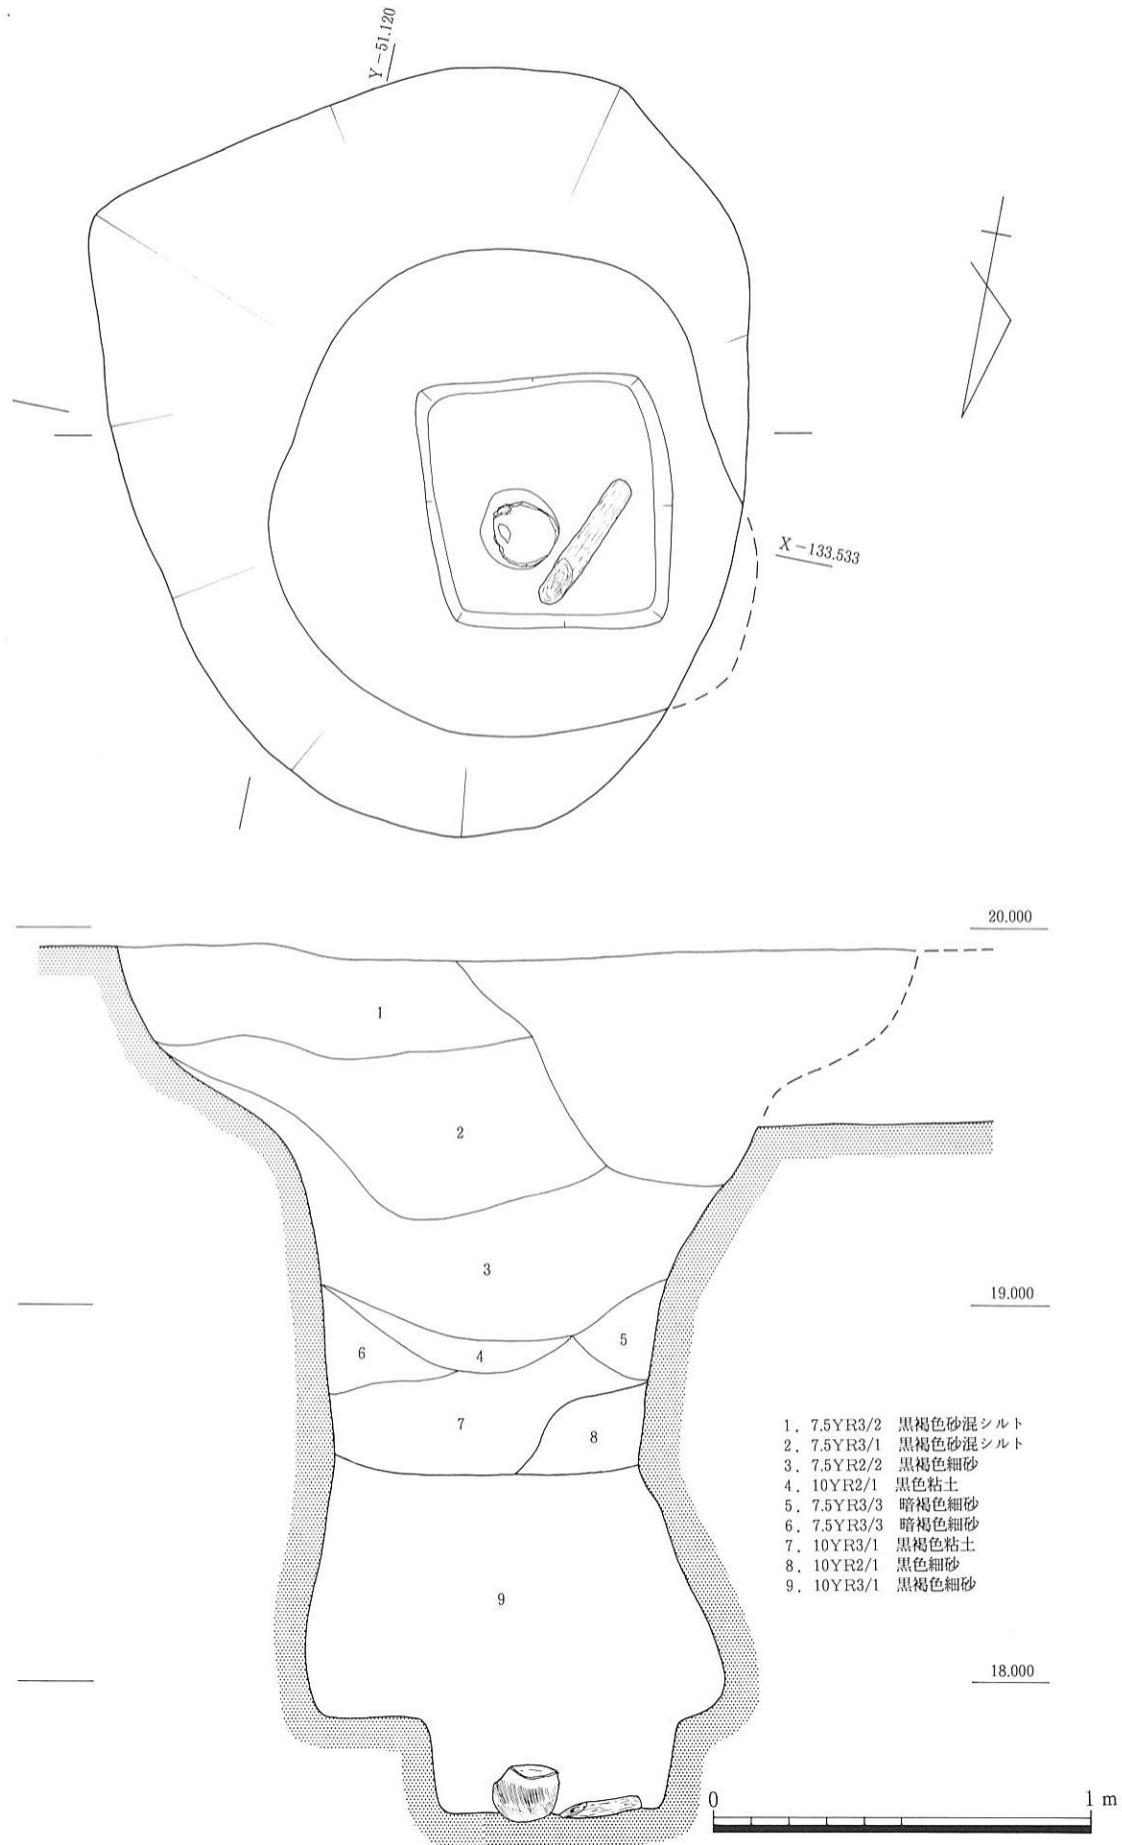 Y-51.120
X-133.533
20.000
1
2
3
19.000
4
5
6
7
8
1. 7.5YR3/2 黒褐色砂混シルト
2. 7.5YR3/1 黒褐色砂混シルト
3. 7.5YR2/2 黒褐色細砂
4. 10YR2/1 黒色粘土
5. 7.5YR3/3 暗褐色細砂
6. 7.5YR3/3 暗褐色細砂
7. 10YR3/1 黒褐色粘土
8. 10YR2/1 黒色細砂
9. 10YR3/1 黒褐色細砂
9
18.000
0 1 m